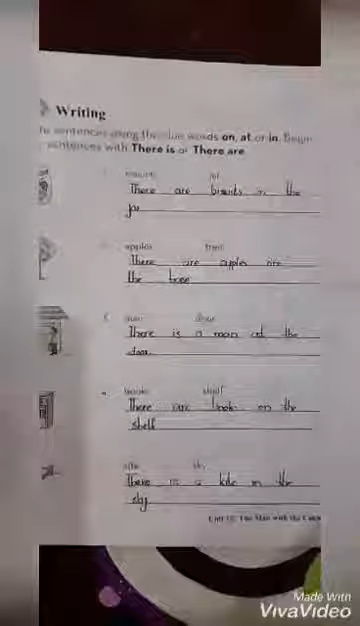 Writing
sentences using the clue words on, at or in. Begin
sentences with There is or There are
biscuits jar
There are biscuits in the
jar
apples tree
There are apples are
the tree
man door
There is a man at the
door
books shelf
There are books on the
shelf
kite sky
There is a kite in the
sky
Unit 12: The Man with the
Made With
VivaVideo